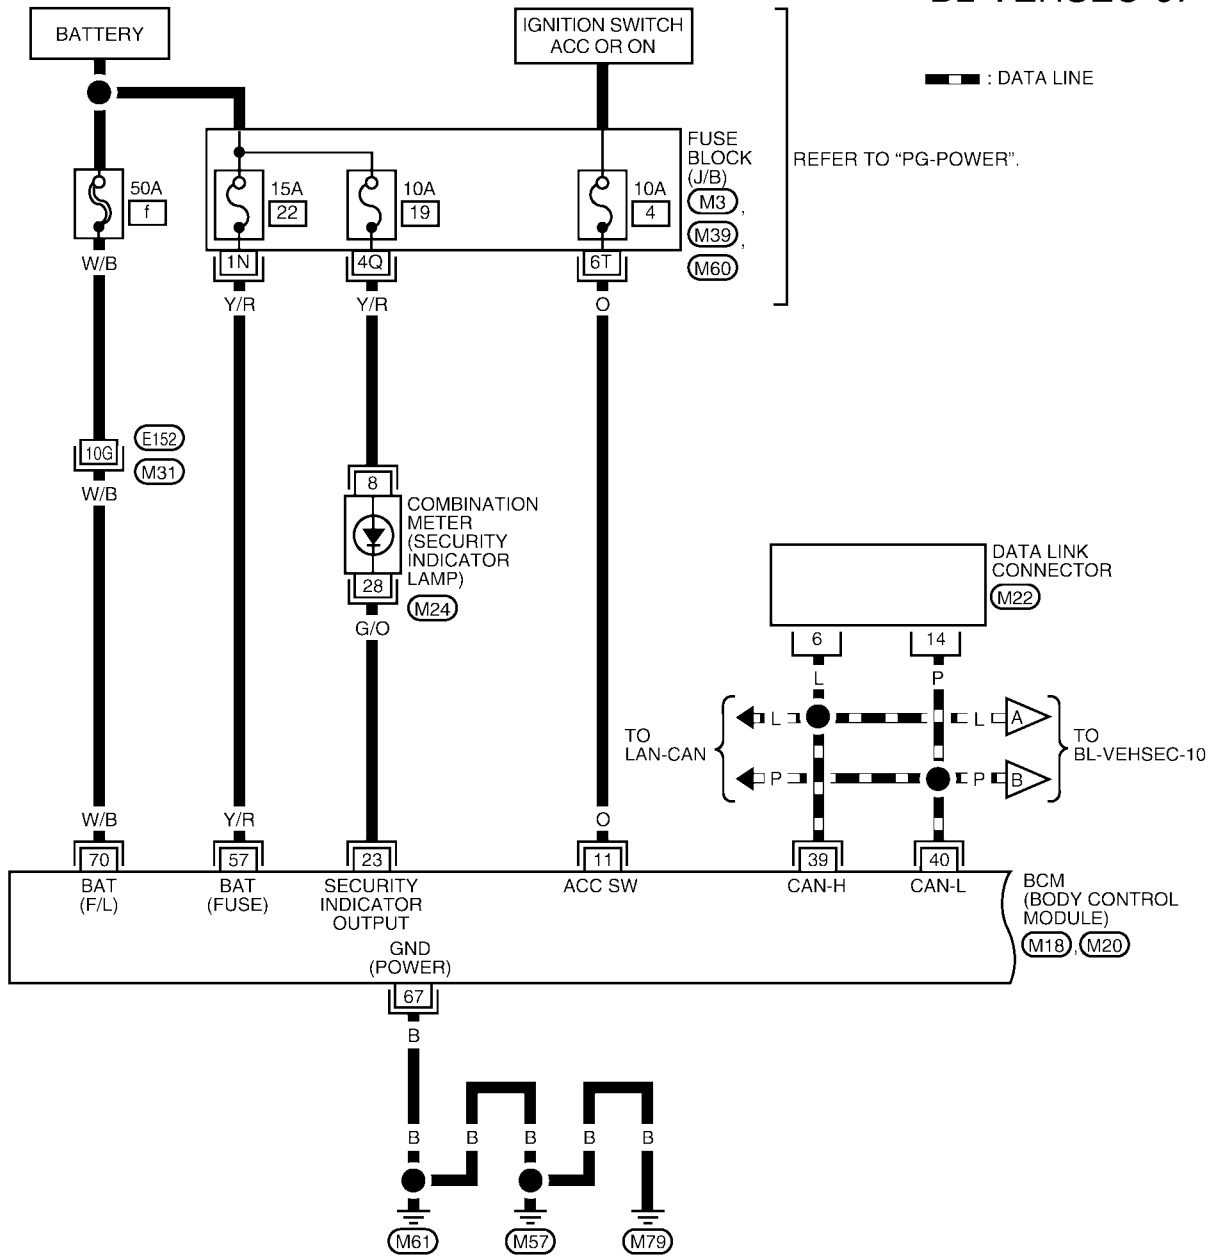 BATTERY
IGNITION SWITCH
ACC OR ON
: DATA LINE
FUSE
BLOCK
(J/B)
M3 ,
M39 ,
M60
REFER TO “PG-POWER”.
50A
f
15A
22
10A
19
10A
4
W/B
1N
4Q
6T
Y/R
Y/R
O
10G
E152
M31
W/B
8
COMBINATION
METER
(SECURITY
INDICATOR
LAMP)
M24
28
G/O
DATA LINK
CONNECTOR
M22
6
14
L
P
TO
LAN-CAN
L
L
A
P
P
B
TO
BL-VEHSEC-10
W/B
Y/R
O
70
57
23
11
39
40
BAT
(F/L)
BAT
(FUSE)
SECURITY
INDICATOR
OUTPUT
ACC SW
CAN-H
CAN-L
BCM
(BODY CONTROL
MODULE)
M18 , M20
GND
(POWER)
67
B
B
B
B
B
B
M61
M57
M79